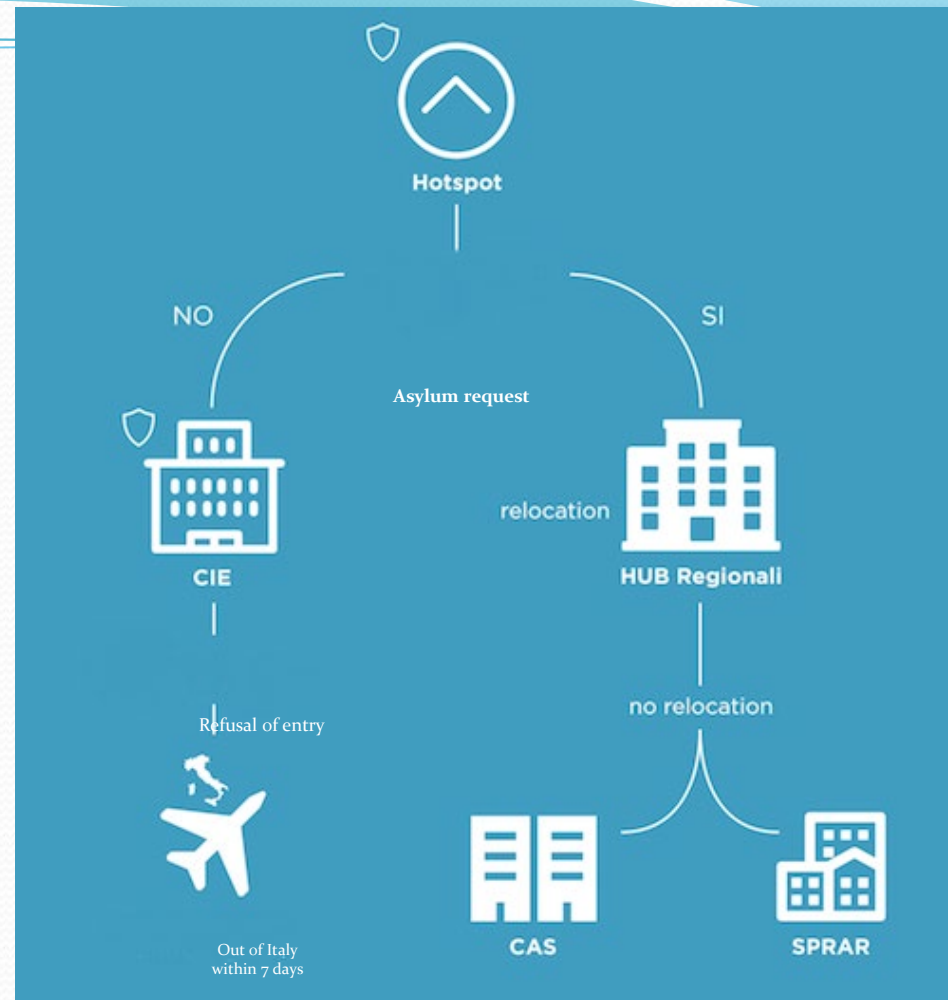 Hotspot
NO
SI
Asylum request
relocation
CIE
HUB Regionali
no relocation
Refusal of entry
CAS
SPRAR
Out of Italy
within 7 days